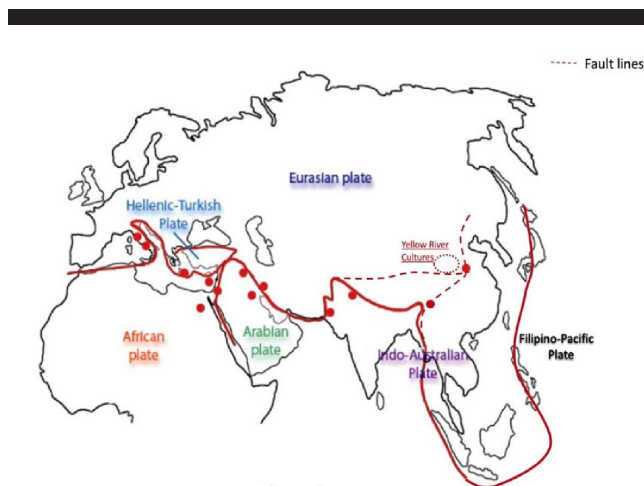 --- Fault lines
Eurasian plate
Hellenic-Turkish
Plate
Yellow River
Cultures
African
plate
Arabian
plate
Indo-Australian
Plate
Filipino-Pacific
Plate